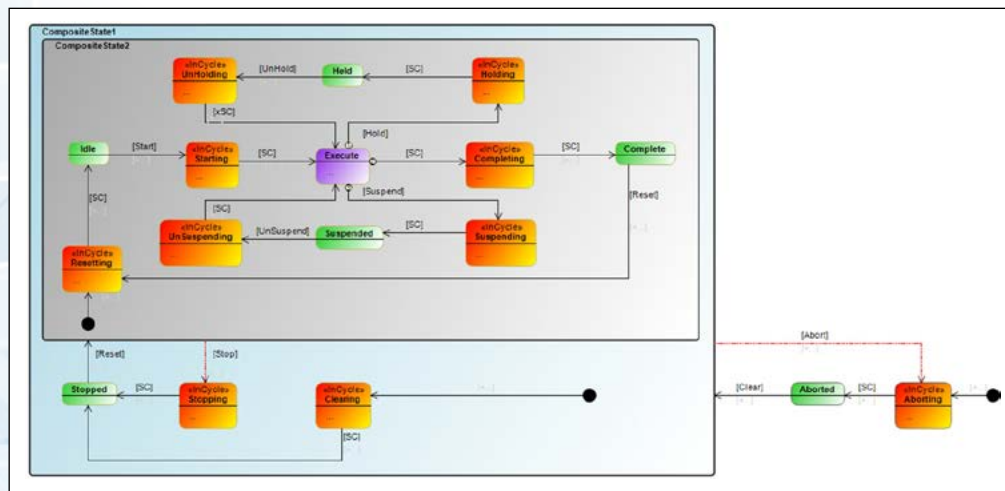 CompositeState1
CompositeState2
«InCycle»
UnHolding
...
[UnHold]
Held
[SC]
«InCycle»
Holding
...
[xSC]
[Hold]
Idle
[Start]
«InCycle»
Starting
...
[SC]
Execute
...
[SC]
«InCycle»
Completing
...
[SC]
Complete
[SC]
[SC]
[Suspend]
[Reset]
«InCycle»
UnSuspending
...
[UnSuspend]
Suspended
[SC]
«InCycle»
Suspending
...
«InCycle»
Resetting
...
[Reset]
[Stop]
[Abort]
Stopped
[SC]
«InCycle»
Stopping
...
«InCycle»
Clearing
...
[SC]
[Clear]
Aborted
[SC]
«InCycle»
Aborting
...